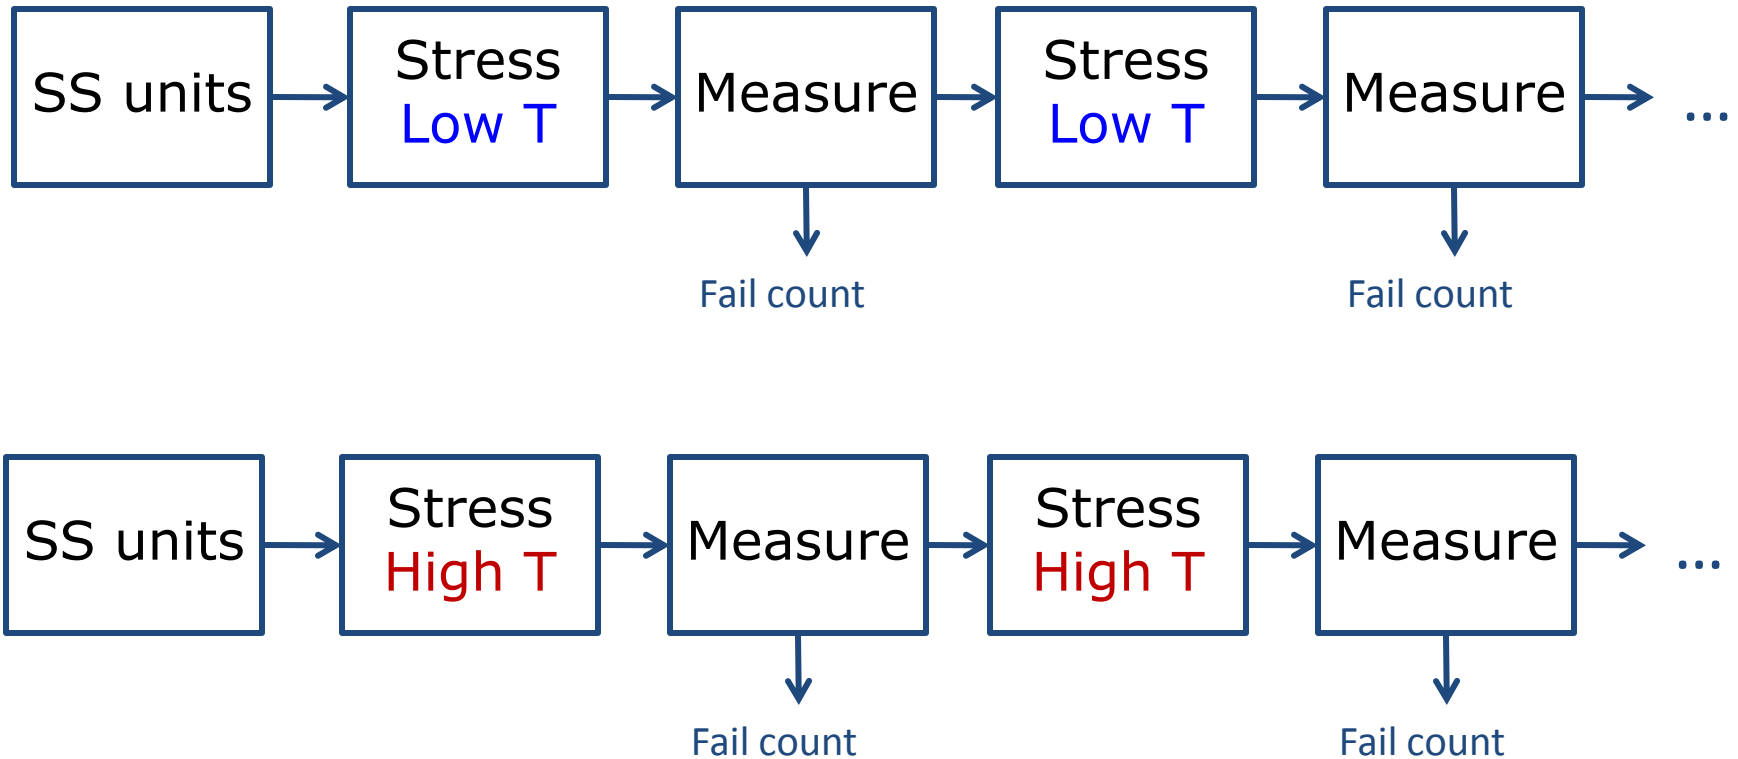 SS units
Stress
Low T
Measure
Stress
Low T
Measure
...
Fail count
Fail count
SS units
Stress
High T
Measure
Stress
High T
Measure
...
Fail count
Fail count